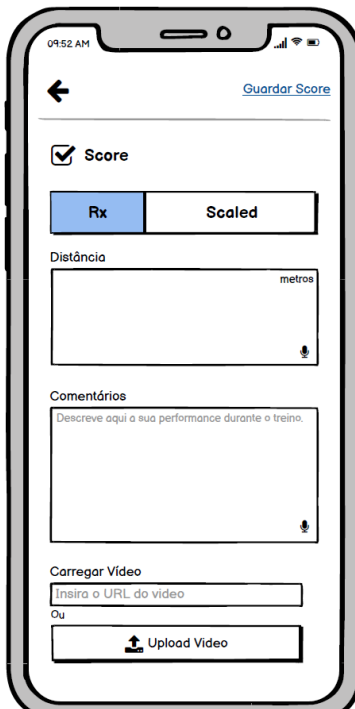 09:52 AM
Guardar Score
Score
Rx Scaled
Distância
metros
Comentários
Descreve aqui a sua performance durante o treino.
Carregar Vídeo
Insira o URL do video
Ou
Upload Video